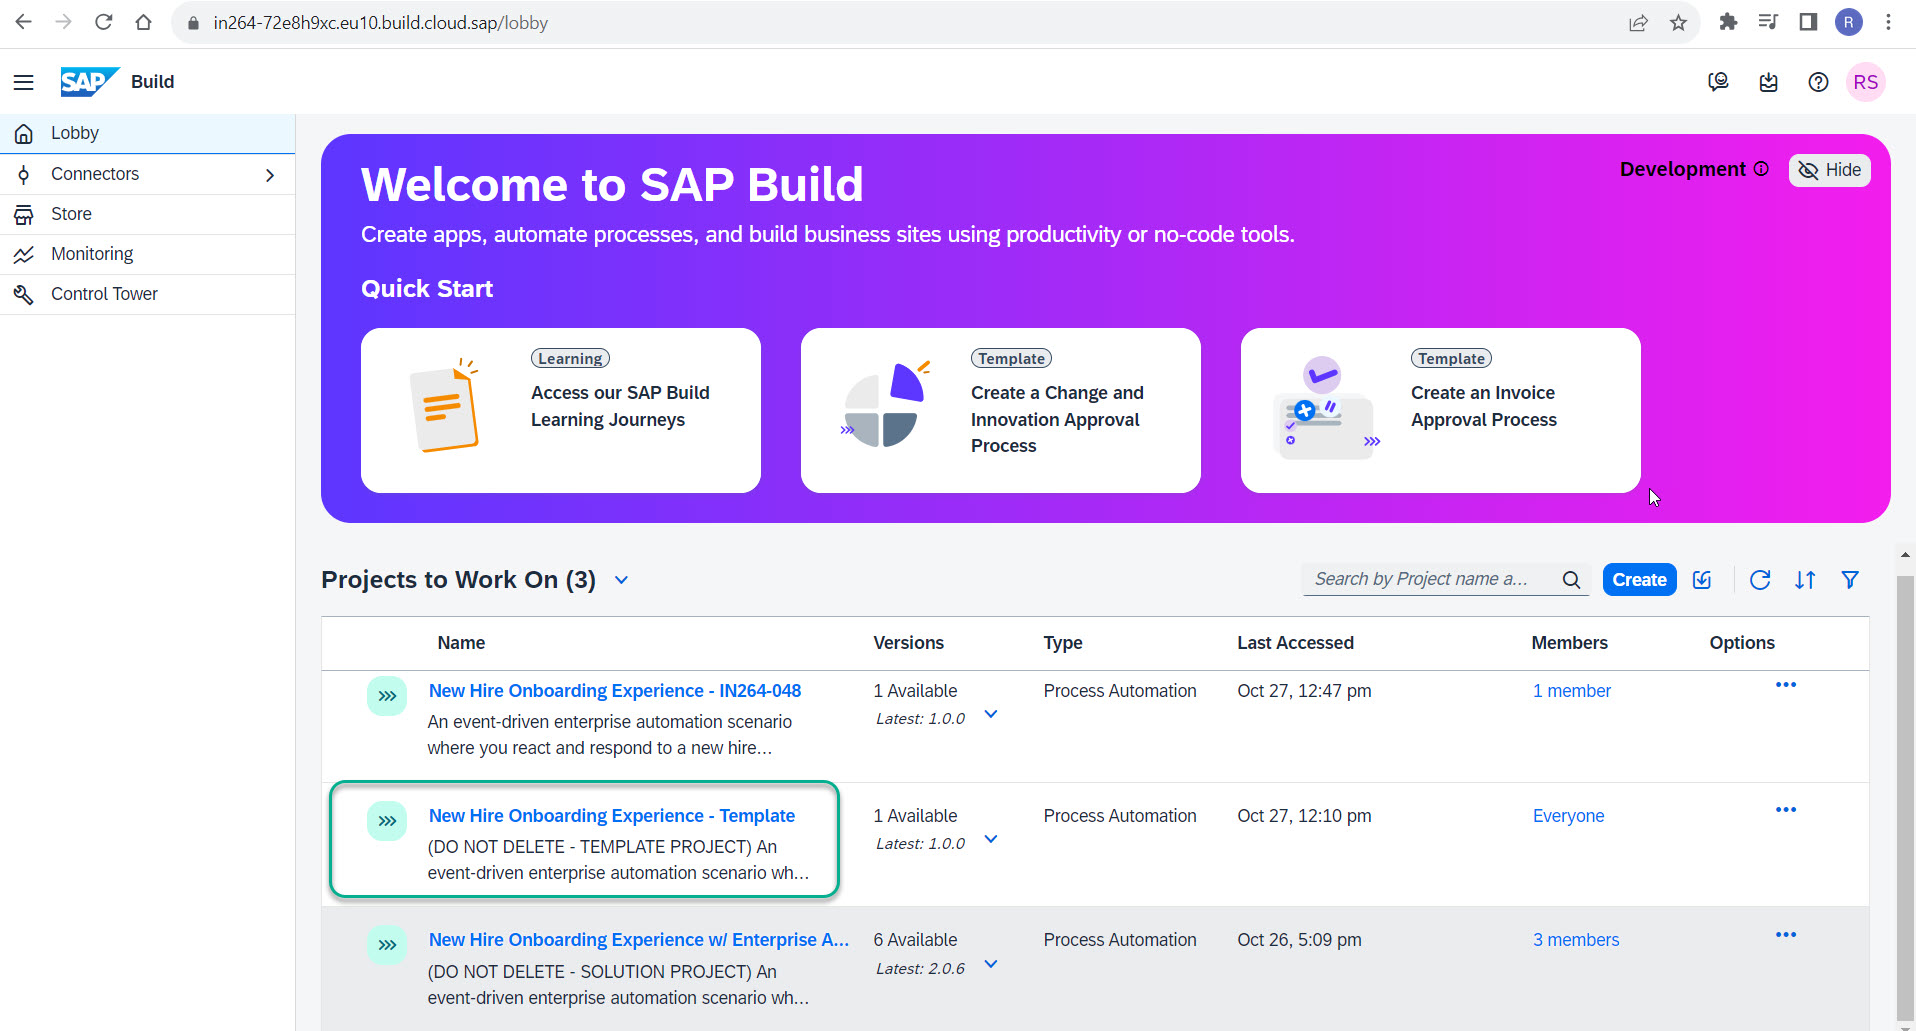 in264-72e8h9xc.eu10.build.cloud.sap/lobby
R
SAP Build
RS
Lobby
Connectors
Store
Monitoring
Control Tower
Welcome to SAP Build
Development
Hide
Create apps, automate processes, and build business sites using productivity or no-code tools.
Quick Start
Learning
Access our SAP Build
Learning Journeys
Template
Create a Change and
Innovation Approval
Process
Template
Create an Invoice
Approval Process
Projects to Work On (3)
Search by Project name a...
Create
Name Versions Type Last Accessed Members Options
New Hire Onboarding Experience - IN264-048
An event-driven enterprise automation scenario
where you react and respond to a new hire...
1 Available
Latest: 1.0.0
Process Automation
Oct 27, 12:47 pm
1 member
New Hire Onboarding Experience - Template
(DO NOT DELETE - TEMPLATE PROJECT) An
event-driven enterprise automation scenario wh...
1 Available
Latest: 1.0.0
Process Automation
Oct 27, 12:10 pm
Everyone
New Hire Onboarding Experience w/ Enterprise A...
(DO NOT DELETE - SOLUTION PROJECT) An
event-driven enterprise automation scenario wh...
6 Available
Latest: 2.0.6
Process Automation
Oct 26, 5:09 pm
3 members